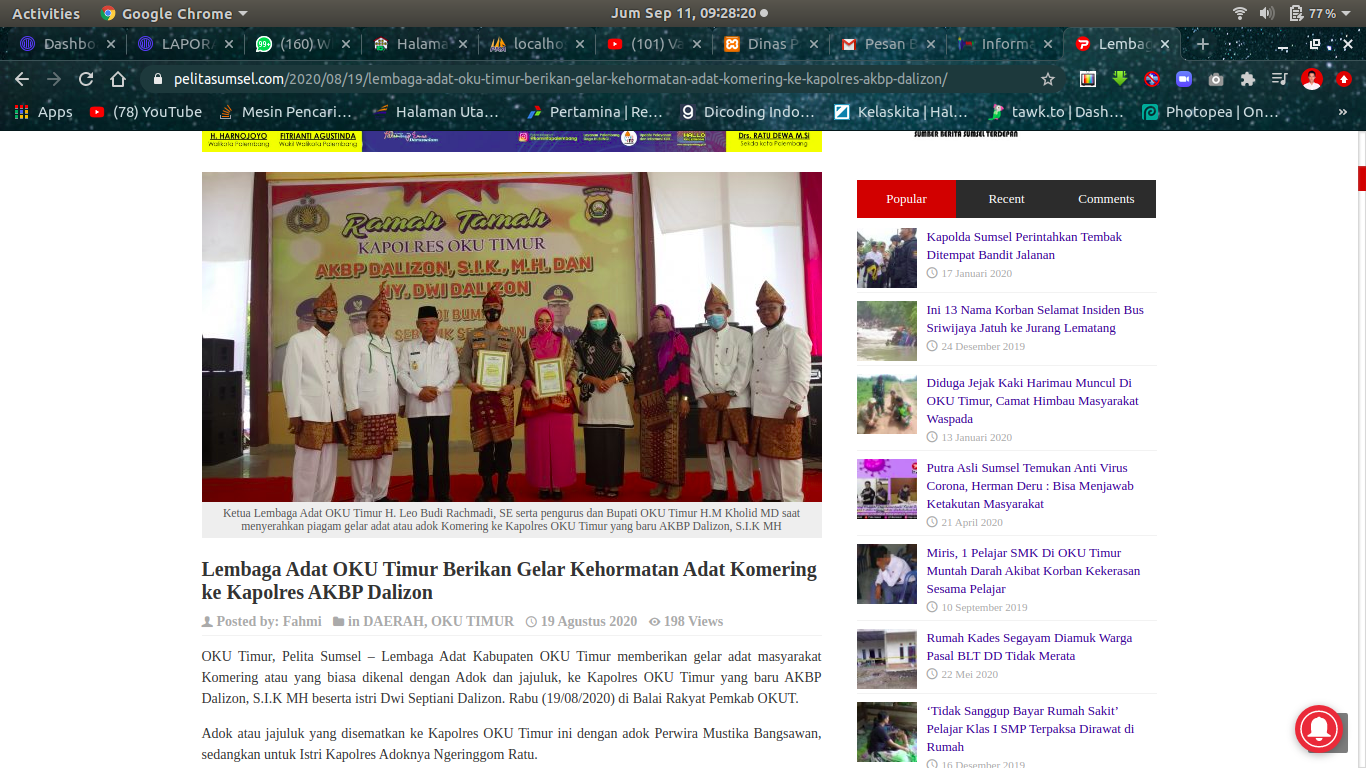 Activities
Google Chrome
Jum Sep 11, 09:28:20
77 %
Dashbo
LAPOR
(160) W
Halama
localho
(101) Va
Dinas P
Pesan
Informa
Lembac
pelitasumsel.com/2020/08/19/lembaga-adat-oku-timur-berikan-gelar-kehormatan-adat-komering-ke-kapolres-akbp-dalizon/
Apps
(78) YouTube
Mesin Pencari...
Halaman Uta...
Pertamina | Re...
Dicoding Indo...
Kelaskita | Hal...
tawk.to | Dash...
Photopea | On...
»
H. HARNOJOYO
Walikota Palembang
FITRIANTI AGUSTINDA
Wakil Walikota Palembang
Drs. RATU DEWA M.Si
Sekda kota Palembang
SUMBER BERITA SUMSEL TERDEPAN
Ramah Tamah
KAPOLRES OKU TIMUR
AKBP DALIZON, S.I.K., M.H. DAN
NY. DWI DALIZON
Ketua Lembaga Adat OKU Timur H. Leo Budi Rachmadi, SE serta pengurus dan Bupati OKU Timur H.M Kholid MD saat
menyerahkan piagam gelar adat atau adok Komering ke Kapolres OKU Timur yang baru AKBP Dalizon, S.I.K MH
Lembaga Adat OKU Timur Berikan Gelar Kehormatan Adat Komering
ke Kapolres AKBP Dalizon
Posted by: Fahmi in DAERAH, OKU TIMUR 19 Agustus 2020 198 Views
OKU Timur, Pelita Sumsel – Lembaga Adat Kabupaten OKU Timur memberikan gelar adat masyarakat
Komering atau yang biasa dikenal dengan Adok dan jajuluk, ke Kapolres OKU Timur yang baru AKBP
Dalizon, S.I.K MH beserta istri Dwi Septiani Dalizon. Rabu (19/08/2020) di Balai Rakyat Pemkab OKUT.
Adok atau jajuluk yang disematkan ke Kapolres OKU Timur ini dengan adok Perwira Mustika Bangsawan,
sedangkan untuk Istri Kapolres Adoknya Ngeringgom Ratu.
Popular
Recent
Comments
Kapolda Sumsel Perintahkan Tembak
Ditempat Bandit Jalanan
17 Januari 2020
Ini 13 Nama Korban Selamat Insiden Bus
Sriwijaya Jatuh ke Jurang Lematang
24 Desember 2019
Diduga Jejak Kaki Harimau Muncul Di
OKU Timur, Camat Himbau Masyarakat
Waspada
13 Januari 2020
Putra Asli Sumsel Temukan Anti Virus
Corona, Herman Deru : Bisa Menjawab
Ketakutan Masyarakat
21 April 2020
Miris, 1 Pelajar SMK Di OKU Timur
Muntah Darah Akibat Korban Kekerasan
Sesama Pelajar
10 September 2019
Rumah Kades Segayam Diamuk Warga
Pasal BLT DD Tidak Merata
22 Mei 2020
‘Tidak Sanggup Bayar Rumah Sakit’
Pelajar Klas I SMP Terpaksa Dirawat di
Rumah
16 Desember 2019